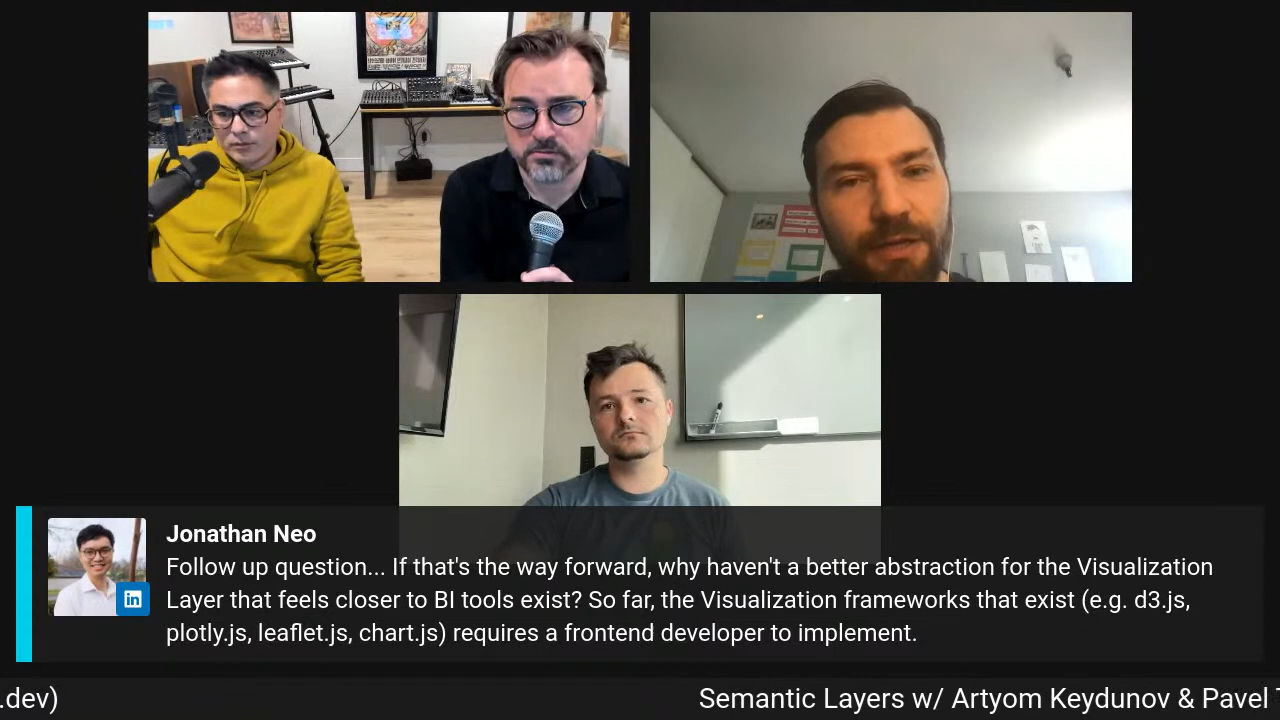 Jonathan Neo
Follow up question... If that's the way forward, why haven't a better abstraction for the Visualization
Layer that feels closer to BI tools exist? So far, the Visualization frameworks that exist (e.g. d3.js,
plotly.js, leaflet.js, chart.js) requires a frontend developer to implement.
in
.dev) Semantic Layers w/ Artyom Keydunov & Pavel